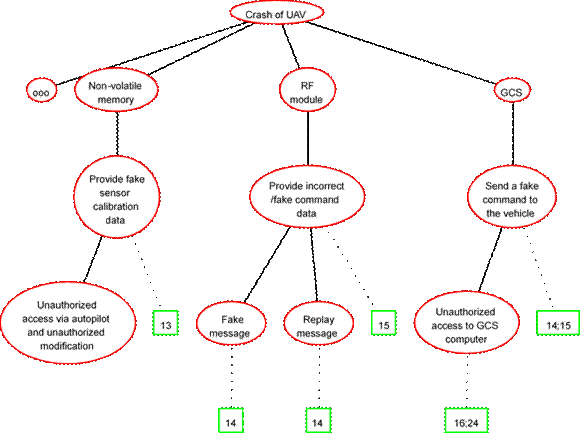 Crash of UAV
ooo
Non-volatile
memory
RF
module
GCS
Provide fake
sensor
calibration
data
Provide incorrect
/fake command
data
Send a fake
command to
the vehicle
Unauthorized
access via autopilot
and unauthorized
modification
13
Fake
message
Replay
message
15
Unauthorized
access to GCS
computer
14;15
14
14
16;24